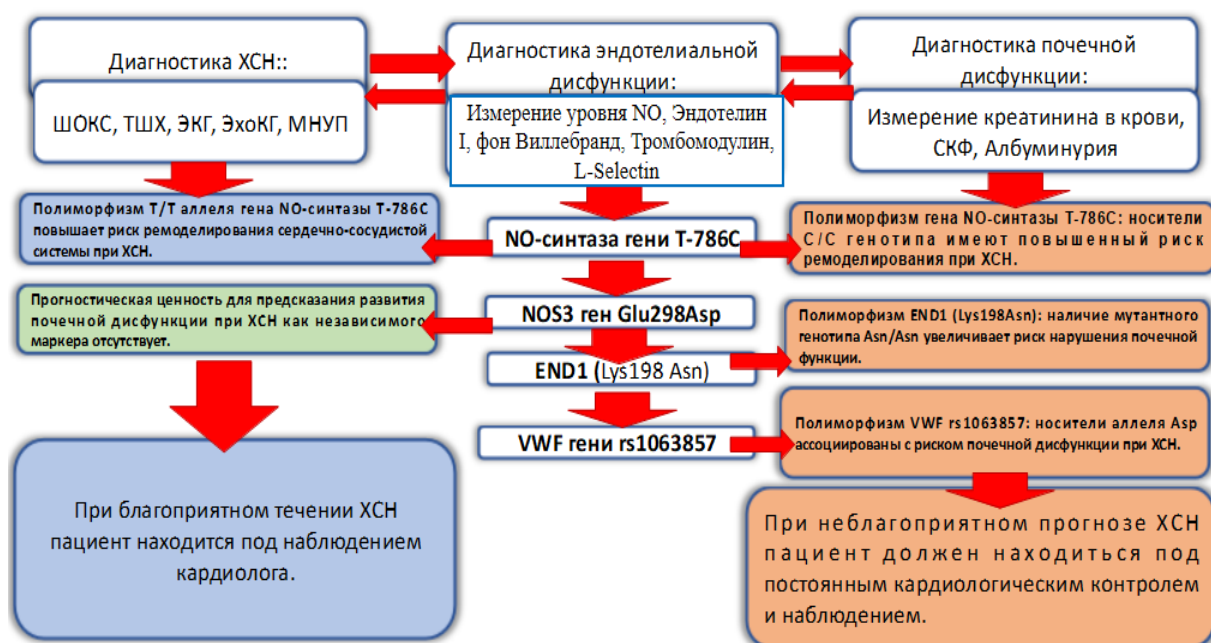 Диагностика ХСН::
ШОКС, ТШХ, ЭКГ, ЭхоКГ, МНУП
Диагностика эндотелиальной
дисфункции:
Измерение уровня NO, Эндотелин
I, фон Виллебранд, Тромбомодулин,
L-Selectin
Диагностика почечной
дисфункции:
Измерение креатинина в крови,
СКФ, Албуминурия
Полиморфизм Т/Т аллеля гена NO-синтазы Т-786С
повышает риск ремоделирования сердечно-сосудистой
системы при ХСН.
NO-синтаза гени Т-786С
Полиморфизм гена NO-синтазы Т-786С: носители
С/С генотипа имеют повышенный риск
ремоделирования при ХСН.
Прогностическая ценность для предсказания развития
почечной дисфункции при ХСН как независимого
маркера отсутствует.
NOS3 ген Glu298Asp
END1 (Lys198 Asn)
Полиморфизм END1 (Lys198Asn): наличие мутантного
генотипа Asn/Asn увеличивает риск нарушения почечной
функции.
VWF гени rs1063857
Полиморфизм VWF rs1063857: носители аллеля Asp
ассоциированы с риском почечной дисфункции при ХСН.
При благоприятном течении ХСН
пациент находится под наблюдением
кардиолога.
При неблагоприятном прогнозе ХСН
пациент должен находиться под
постоянным кардиологическим контролем
и наблюдением.